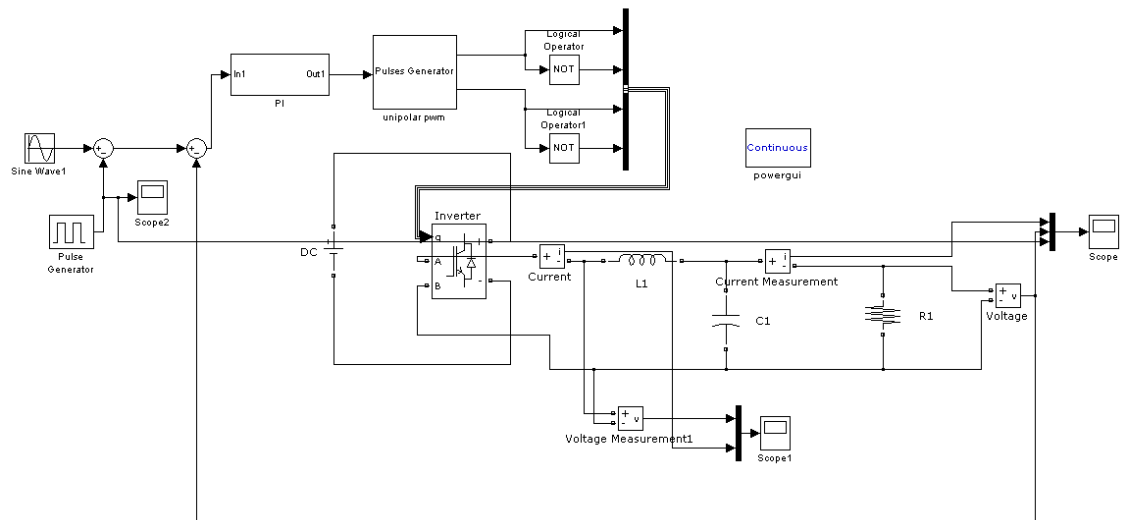 Logical
Operator
NOT
In1
Out1
PI
Pulses Generator
unipolar pwm
Logical
Operator1
NOT
Continuous
powergui
Sine Wave1
Scope2
Pulse
Generator
DC
Inverter
g
A
B
+
-
+
i
-
Current
L1
+
i
-
Current Measurement
C1
R1
+
-
v
Voltage
Scope
+
-
v
Voltage Measurement1
Scope1